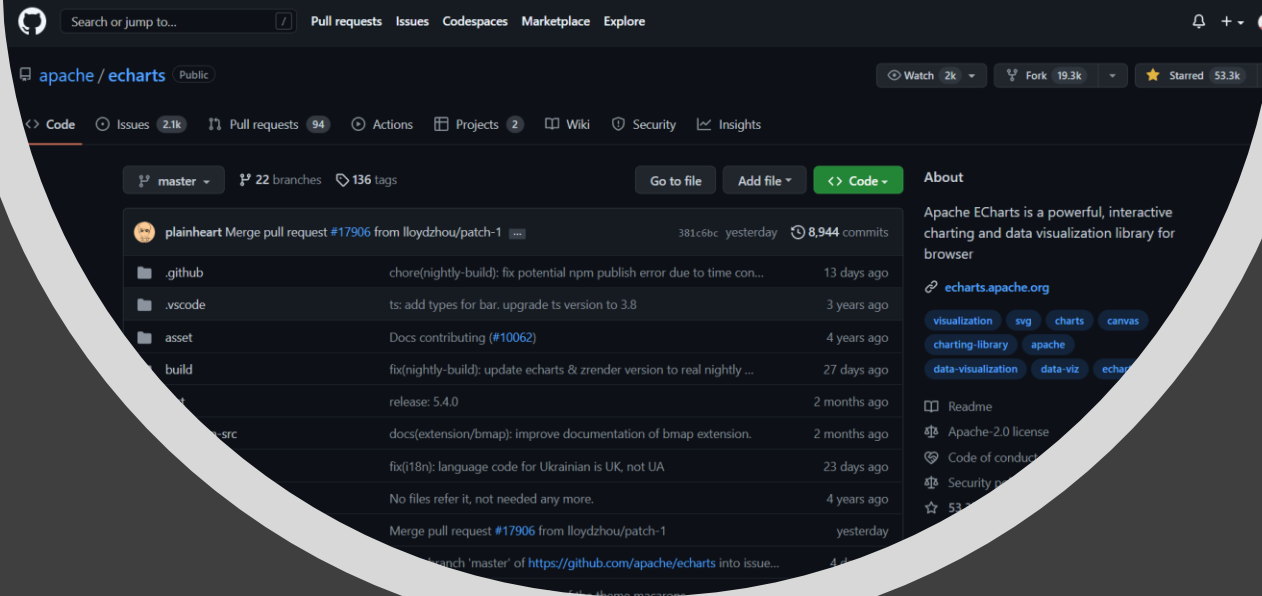 Search or jump to... / Pull requests Issues Codespaces Marketplace Explore
apache / echarts Public Watch 2k Fork 19.3k Starred 53.3k
Code Issues 2.1k Pull requests 94 Actions Projects 2 Wiki Security Insights
master 22 branches 136 tags Go to file Add file Code
About
Apache ECharts is a powerful, interactive
charting and data visualization library for
browser
echarts.apache.org
visualization svg charts canvas
charting-library apache
data-visualization data-viz
Readme
Apache-2.0 license
Code of conduct
Security
plainheart Merge pull request #17906 from lloydzhou/patch-1 ... 381c6bc yesterday 8,944 commits
.github chore(nightly-build): fix potential npm publish error due to time con... 13 days ago
.vscode ts: add types for bar. upgrade ts version to 3.8 3 years ago
asset Docs contributing (#10062) 4 years ago
build fix(nightly-build): update echarts & zrender version to real nightly ... 27 days ago
release: 5.4.0 2 months ago
-src docs(extension/bmap): improve documentation of bmap extension. 2 months ago
fix(i18n): language code for Ukrainian is UK, not UA 23 days ago
No files refer it, not needed any more. 4 years ago
Merge pull request #17906 from lloydzhou/patch-1 yesterday
'master' of https://github.com/apache/echarts into issue...